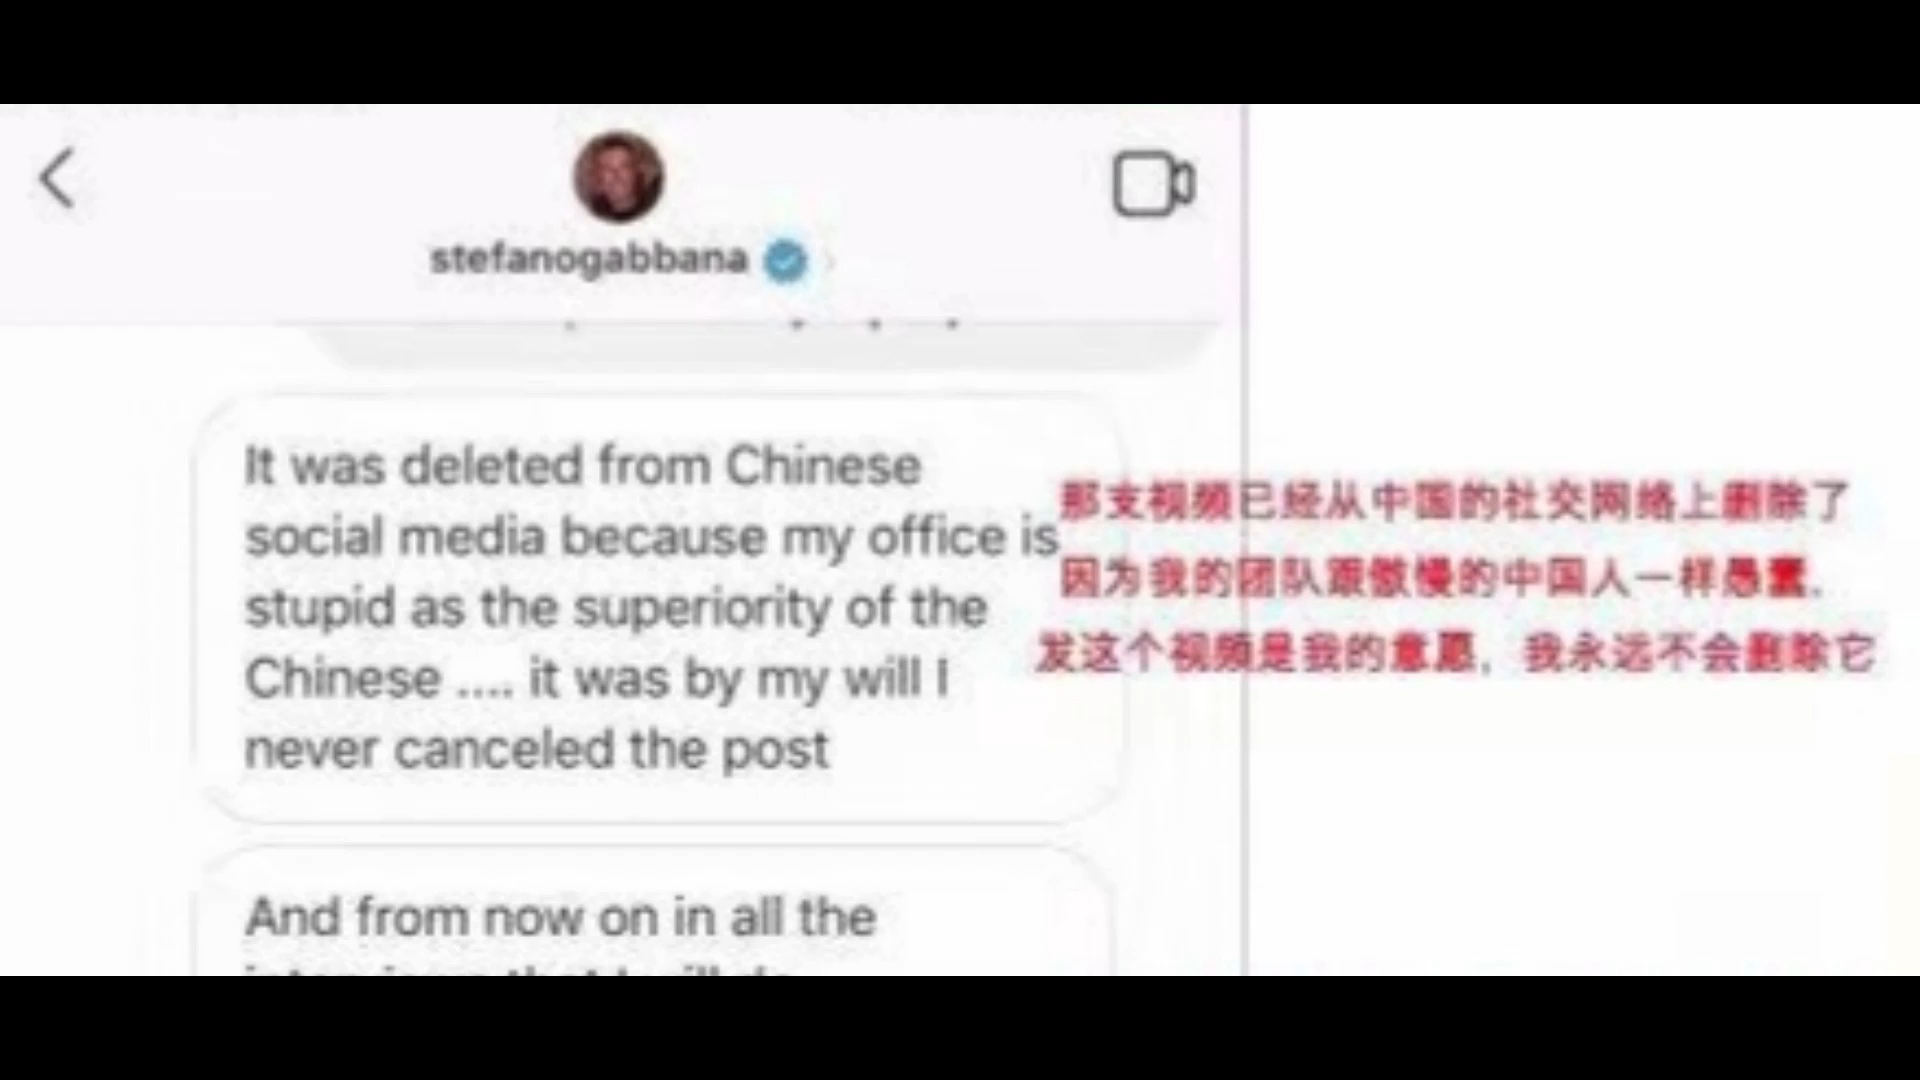 stefanogabbana
It was deleted from Chinese
social media because my office is
stupid as the superiority of the
Chinese .... it was by my will I
never canceled the post
那支视频已经从中国的社交网络上删除了
因为我的团队跟傲慢的中国人一样愚蠢.
发这个视频是我的意愿, 我永远不会删除它
And from now on in all the